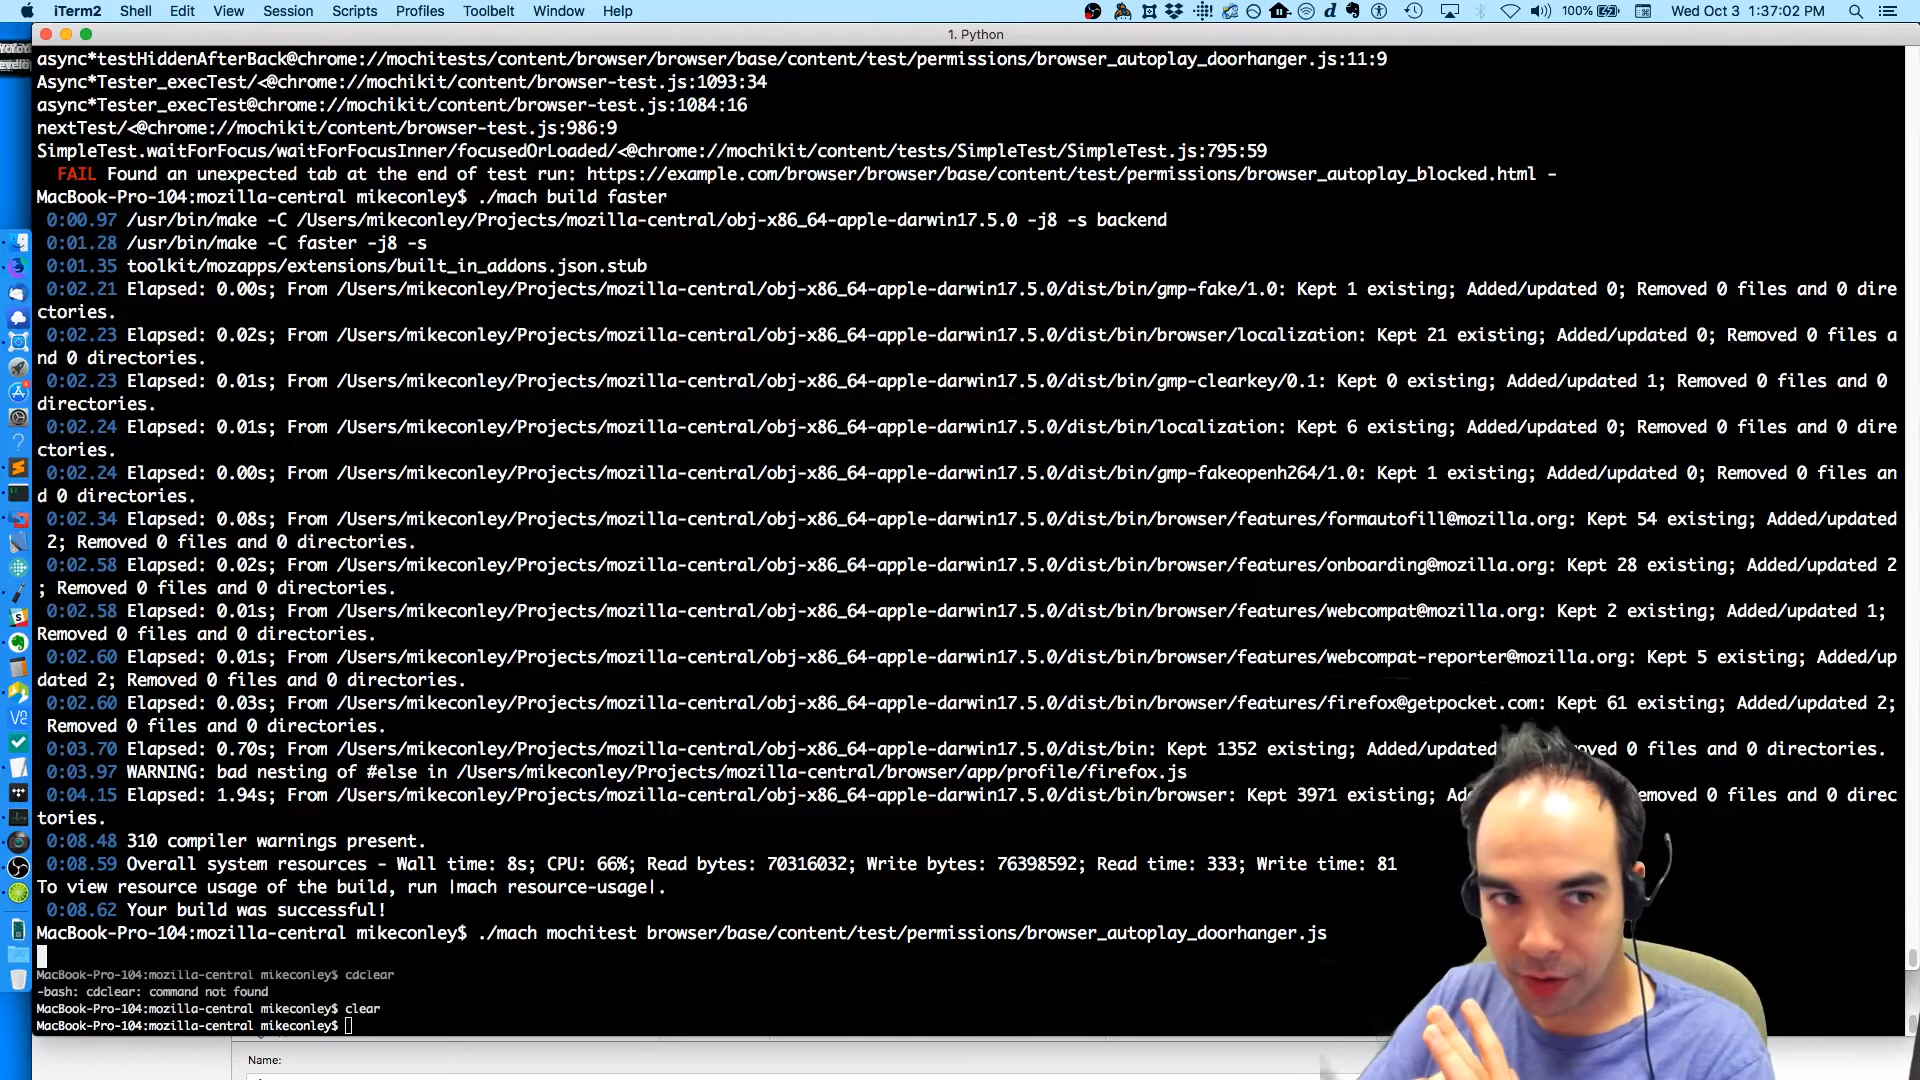 iTerm2 Shell Edit View Session Scripts Profiles Toolbelt Window Help 100% Wed Oct 3 1:37:02 PM
1. Python
async*testHiddenAfterBack@chrome://mochitests/content/browser/browser/base/content/test/permissions/browser_autoplay_doorhanger.js:11:9
Async*Tester_execTest/<@chrome://mochikit/content/browser-test.js:1093:34
async*Tester_execTest@chrome://mochikit/content/browser-test.js:1084:16
nextTest/<@chrome://mochikit/content/browser-test.js:986:9
SimpleTest.waitForFocus/waitForFocusInner/focusedOrLoaded/<@chrome://mochikit/content/tests/SimpleTest/SimpleTest.js:795:59
FAIL Found an unexpected tab at the end of test run: https://example.com/browser/browser/base/content/test/permissions/browser_autoplay_blocked.html -
MacBook-Pro-104:mozilla-central mikeconley$ ./mach build faster
0:00.97 /usr/bin/make -C /Users/mikeconley/Projects/mozilla-central/obj-x86_64-apple-darwin17.5.0 -j8 -s backend
0:01.28 /usr/bin/make -C faster -j8 -s
0:01.35 toolkit/mozapps/extensions/built_in_addons.json.stub
0:02.21 Elapsed: 0.00s; From /Users/mikeconley/Projects/mozilla-central/obj-x86_64-apple-darwin17.5.0/dist/bin/gmp-fake/1.0: Kept 1 existing; Added/updated 0; Removed 0 files and 0 dire
ctories.
0:02.23 Elapsed: 0.02s; From /Users/mikeconley/Projects/mozilla-central/obj-x86_64-apple-darwin17.5.0/dist/bin/browser/localization: Kept 21 existing; Added/updated 0; Removed 0 files a
nd 0 directories.
0:02.23 Elapsed: 0.01s; From /Users/mikeconley/Projects/mozilla-central/obj-x86_64-apple-darwin17.5.0/dist/bin/gmp-clearkey/0.1: Kept 0 existing; Added/updated 1; Removed 0 files and 0
directories.
0:02.24 Elapsed: 0.01s; From /Users/mikeconley/Projects/mozilla-central/obj-x86_64-apple-darwin17.5.0/dist/bin/localization: Kept 6 existing; Added/updated 0; Removed 0 files and 0 dire
ctories.
0:02.24 Elapsed: 0.00s; From /Users/mikeconley/Projects/mozilla-central/obj-x86_64-apple-darwin17.5.0/dist/bin/gmp-fakeopenh264/1.0: Kept 1 existing; Added/updated 0; Removed 0 files an
d 0 directories.
0:02.34 Elapsed: 0.08s; From /Users/mikeconley/Projects/mozilla-central/obj-x86_64-apple-darwin17.5.0/dist/bin/browser/features/formautofill@mozilla.org: Kept 54 existing; Added/updated
2; Removed 0 files and 0 directories.
0:02.58 Elapsed: 0.02s; From /Users/mikeconley/Projects/mozilla-central/obj-x86_64-apple-darwin17.5.0/dist/bin/browser/features/onboarding@mozilla.org: Kept 28 existing; Added/updated 2
; Removed 0 files and 0 directories.
0:02.58 Elapsed: 0.01s; From /Users/mikeconley/Projects/mozilla-central/obj-x86_64-apple-darwin17.5.0/dist/bin/browser/features/webcompat@mozilla.org: Kept 2 existing; Added/updated 1;
Removed 0 files and 0 directories.
0:02.60 Elapsed: 0.01s; From /Users/mikeconley/Projects/mozilla-central/obj-x86_64-apple-darwin17.5.0/dist/bin/browser/features/webcompat-reporter@mozilla.org: Kept 5 existing; Added/up
dated 2; Removed 0 files and 0 directories.
0:02.60 Elapsed: 0.03s; From /Users/mikeconley/Projects/mozilla-central/obj-x86_64-apple-darwin17.5.0/dist/bin/browser/features/firefox@getpocket.com: Kept 61 existing; Added/updated 2;
Removed 0 files and 0 directories.
0:03.70 Elapsed: 0.70s; From /Users/mikeconley/Projects/mozilla-central/obj-x86_64-apple-darwin17.5.0/dist/bin: Kept 1352 existing; Added/updated oved 0 files and 0 directories.
0:03.97 WARNING: bad nesting of #else in /Users/mikeconley/Projects/mozilla-central/browser/app/profile/firefox.js
0:04.15 Elapsed: 1.94s; From /Users/mikeconley/Projects/mozilla-central/obj-x86_64-apple-darwin17.5.0/dist/bin/browser: Kept 3971 existing; Ad emoved 0 files and 0 direc
tories.
0:08.48 310 compiler warnings present.
0:08.59 Overall system resources - Wall time: 8s; CPU: 66%; Read bytes: 70316032; Write bytes: 76398592; Read time: 333; Write time: 81
To view resource usage of the build, run |mach resource-usage|.
0:08.62 Your build was successful!
MacBook-Pro-104:mozilla-central mikeconley$ ./mach mochitest browser/base/content/test/permissions/browser_autoplay_doorhanger.js
MacBook-Pro-104:mozilla-central mikeconley$ cdclear
-bash: cdclear: command not found
MacBook-Pro-104:mozilla-central mikeconley$ clear
MacBook-Pro-104:mozilla-central mikeconley$
Name: